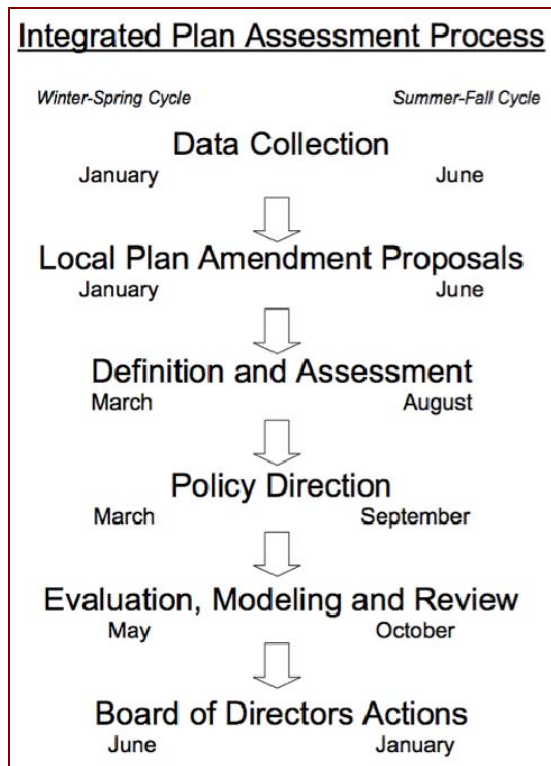 Integrated Plan Assessment Process
Winter-Spring Cycle Summer-Fall Cycle
Data Collection
January June
Local Plan Amendment Proposals
January June
Definition and Assessment
March August
Policy Direction
March September
Evaluation, Modeling and Review
May October
Board of Directors Actions
June January